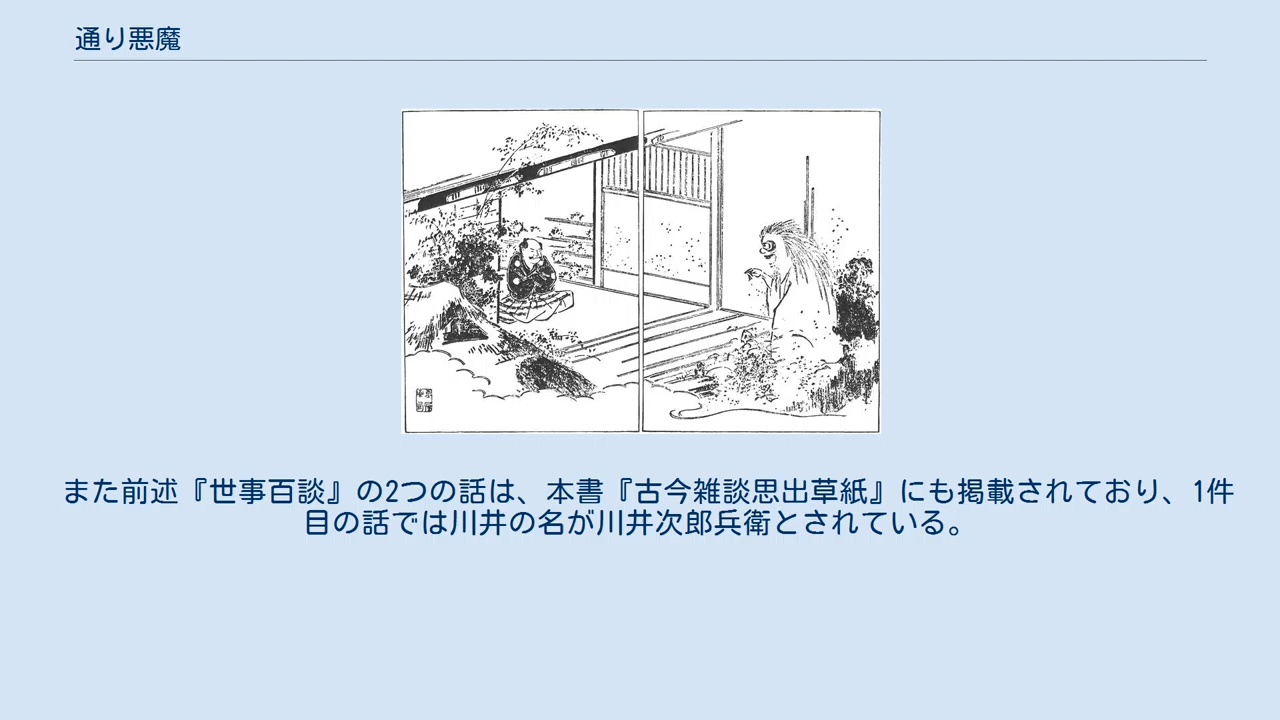 通り悪魔
また前述『世事百談』の2つの話は、本書『古今雑談思出草紙』にも掲載されており、1件
目の話では川井の名が川井次郎兵衛とされている。